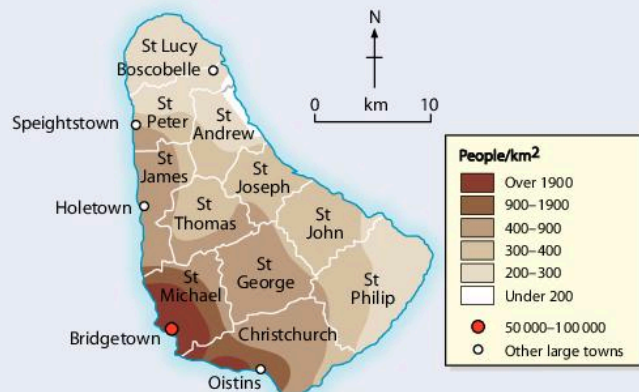 N
0
km
10
St Lucy
Boscobelle
St
Peter
St
Andrew
Speightstown
St
James
St
Joseph
Holetown
St
Thomas
St
John
St
George
St
Philip
St
Michael
Bridgetown
Christchurch
Oistins
People/km²
Over 1900
900–1900
400–900
300–400
200–300
Under 200
50 000–100 000
Other large towns